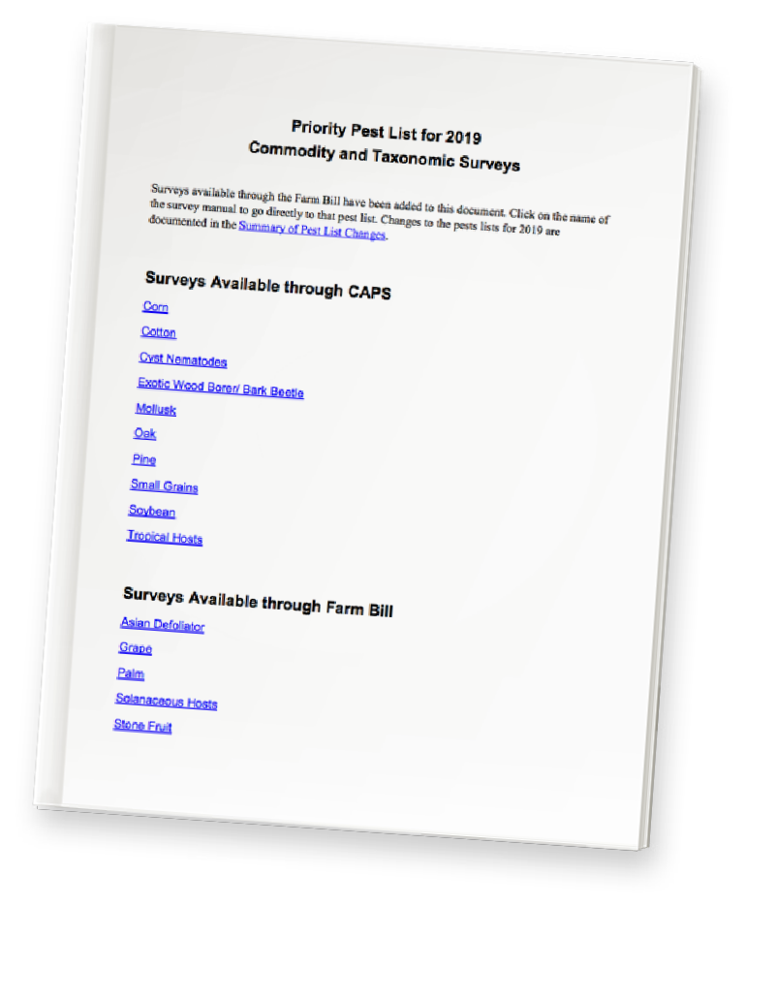 Priority Pest List for 2019
Commodity and Taxonomic Surveys
Surveys available through the Farm Bill have been added to this document. Click on the name of
the survey manual to go directly to that pest list. Changes to the pests lists for 2019 are
documented in the Summary of Pest List Changes.
Surveys Available through CAPS
Corn
Cotton
Cyst Nematodes
Exotic Wood Borer/ Bark Beetle
Mollusk
Oak
Pine
Small Grains
Soybean
Tropical Hosts
Surveys Available through Farm Bill
Asian Defoliator
Grape
Palm
Solanaceous Hosts
Stone Fruit